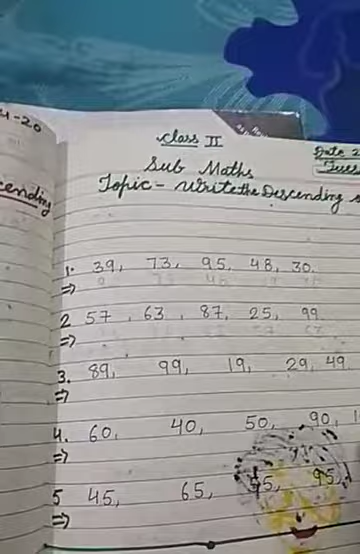 Class II
Sub Maths
Topic - Write the Descending
1. 39, 73, 95, 48, 30.
⇒
2 57, 63, 87, 25, 99
⇒
3. 89, 99, 19, 29, 49
⇒
4. 60, 40, 50, 90,
⇒
5 45, 65, 95,
⇒